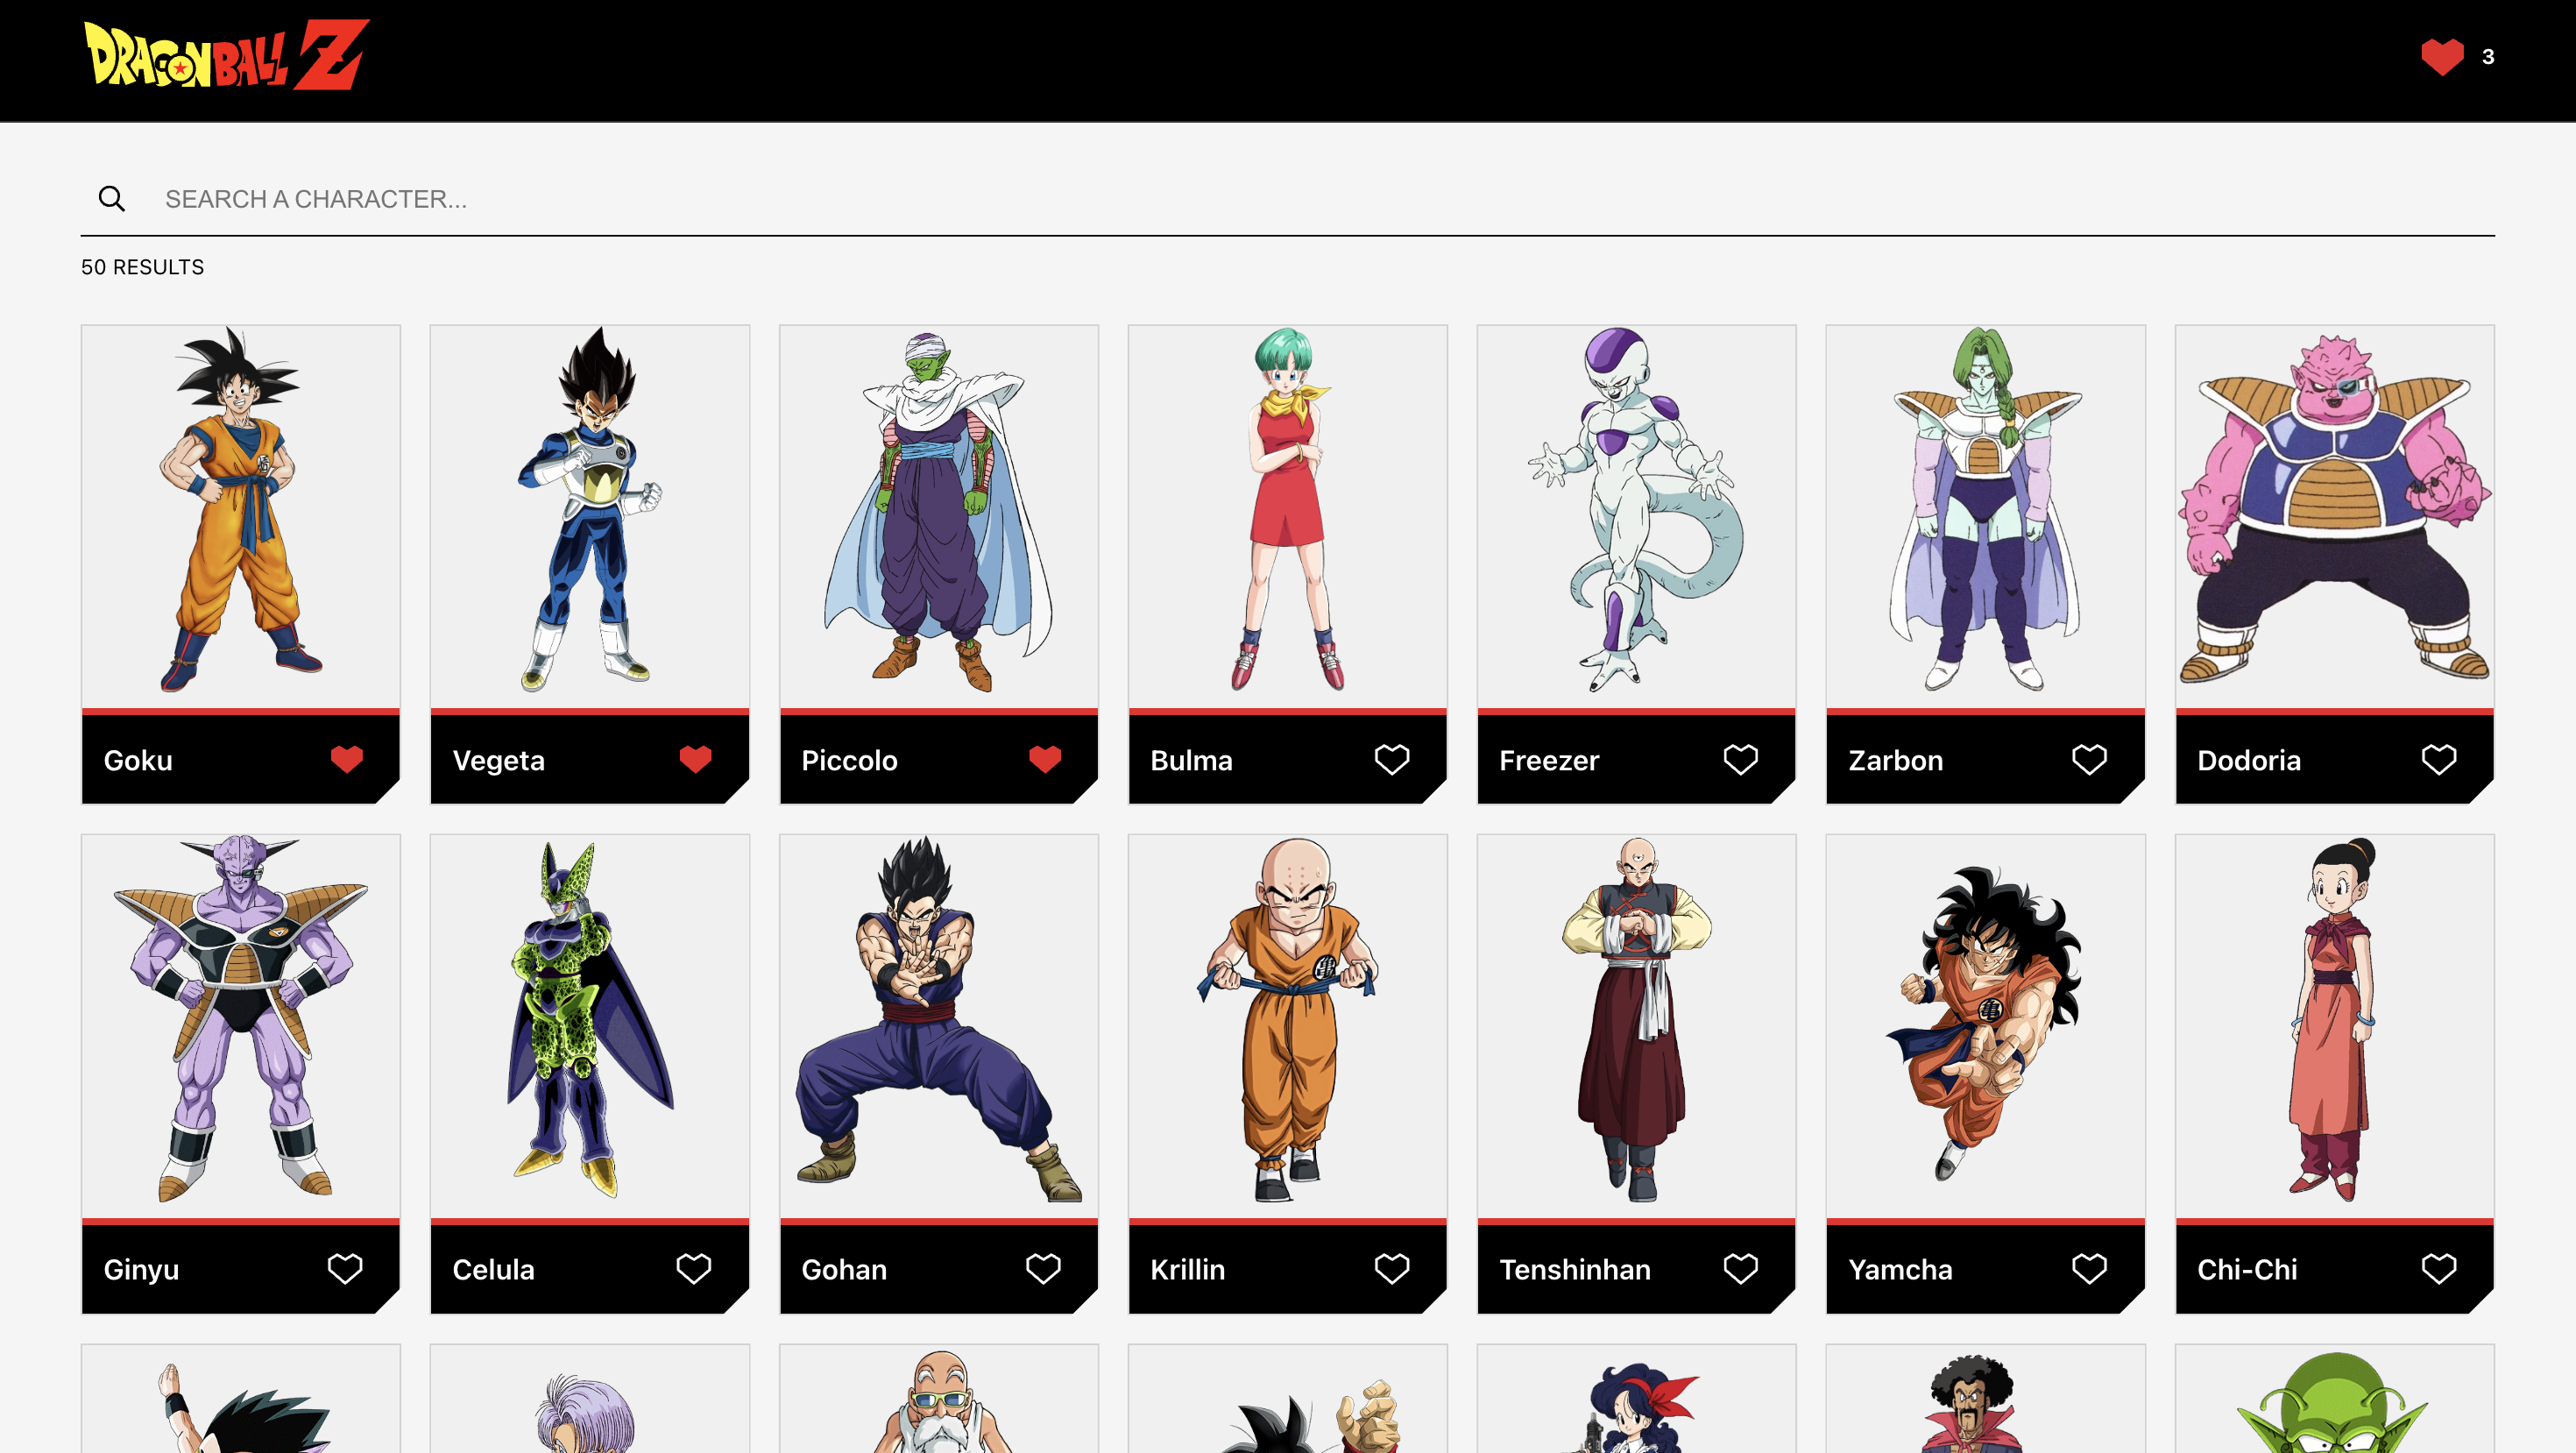 DRAGON BALL Z
3
SEARCH A CHARACTER...
50 RESULTS
Goku
Vegeta
Piccolo
Bulma
Freezer
Zarbon
Dodoria
Ginyu
Celula
Gohan
Krillin
Tenshinhan
Yamcha
Chi-Chi